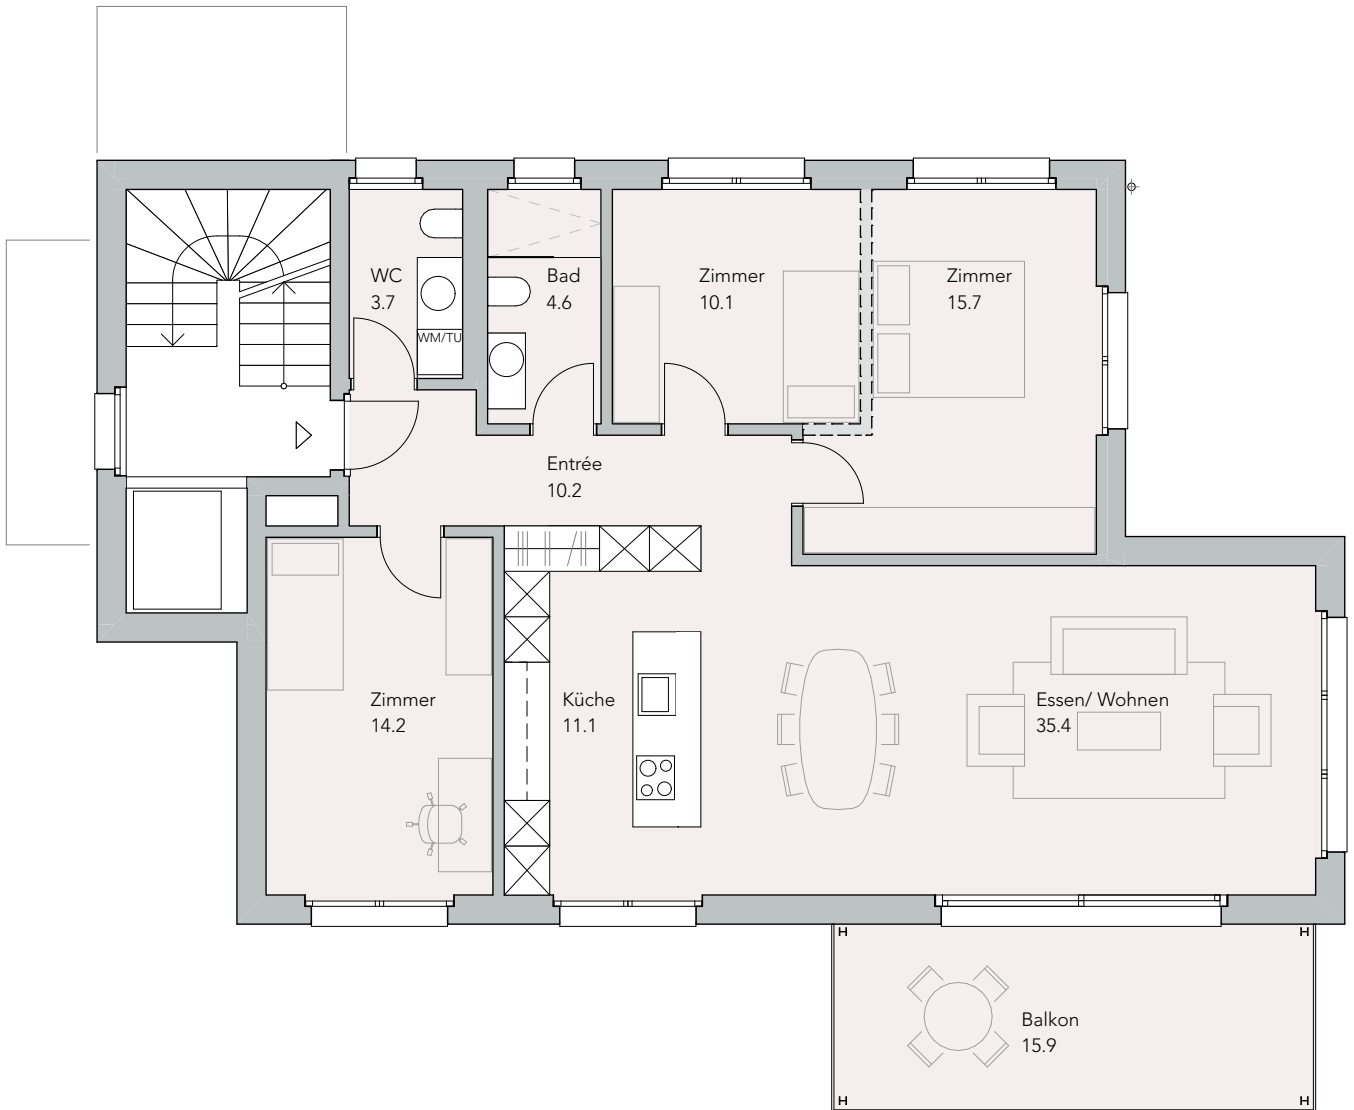 WC
3.7
WM/TU
Bad
4.6
Zimmer
10.1
Zimmer
15.7
Entrée
10.2
Zimmer
14.2
Küche
11.1
Essen/ Wohnen
35.4
Balkon
15.9